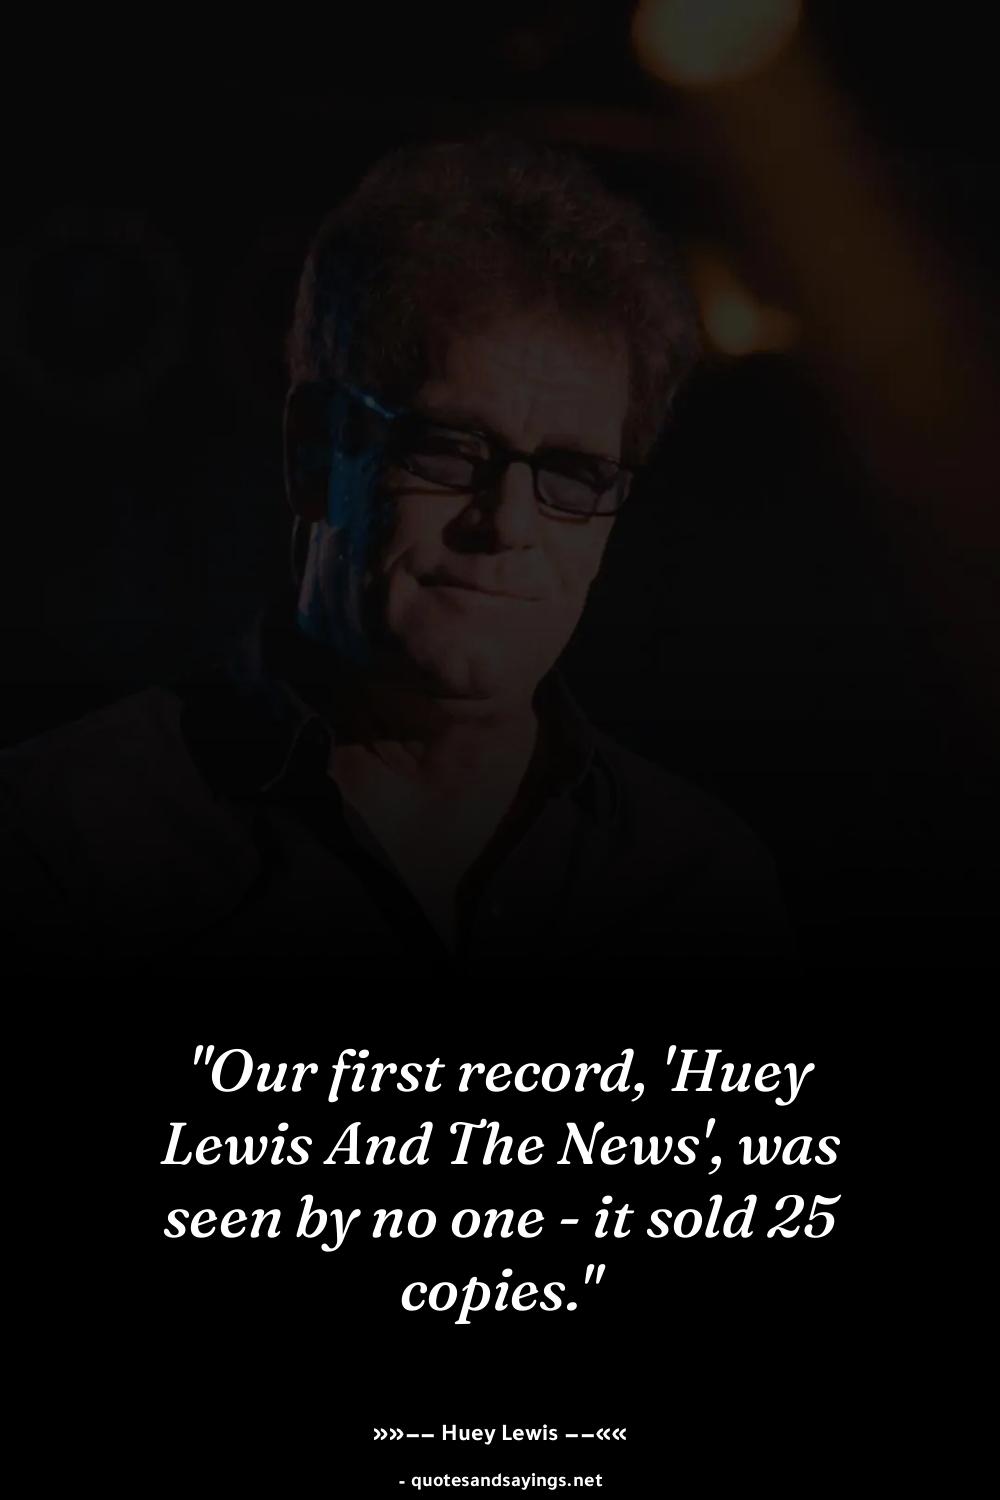 "Our first record, 'Huey
Lewis And The News', was
seen by no one - it sold 25
copies."
»»–– Huey Lewis ––««
- quotesandsayings.net